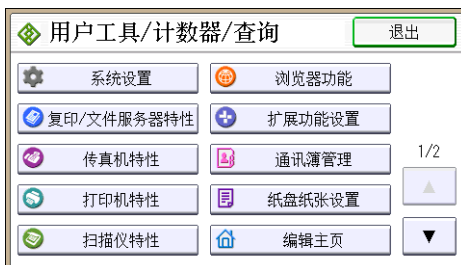 用户工具/计数器/查询
退出
系统设置
浏览器功能
复印/文件服务器特性
扩展功能设置
传真机特性
通讯簿管理
1/2
打印机特性
纸盘纸张设置
扫描仪特性
编辑主页